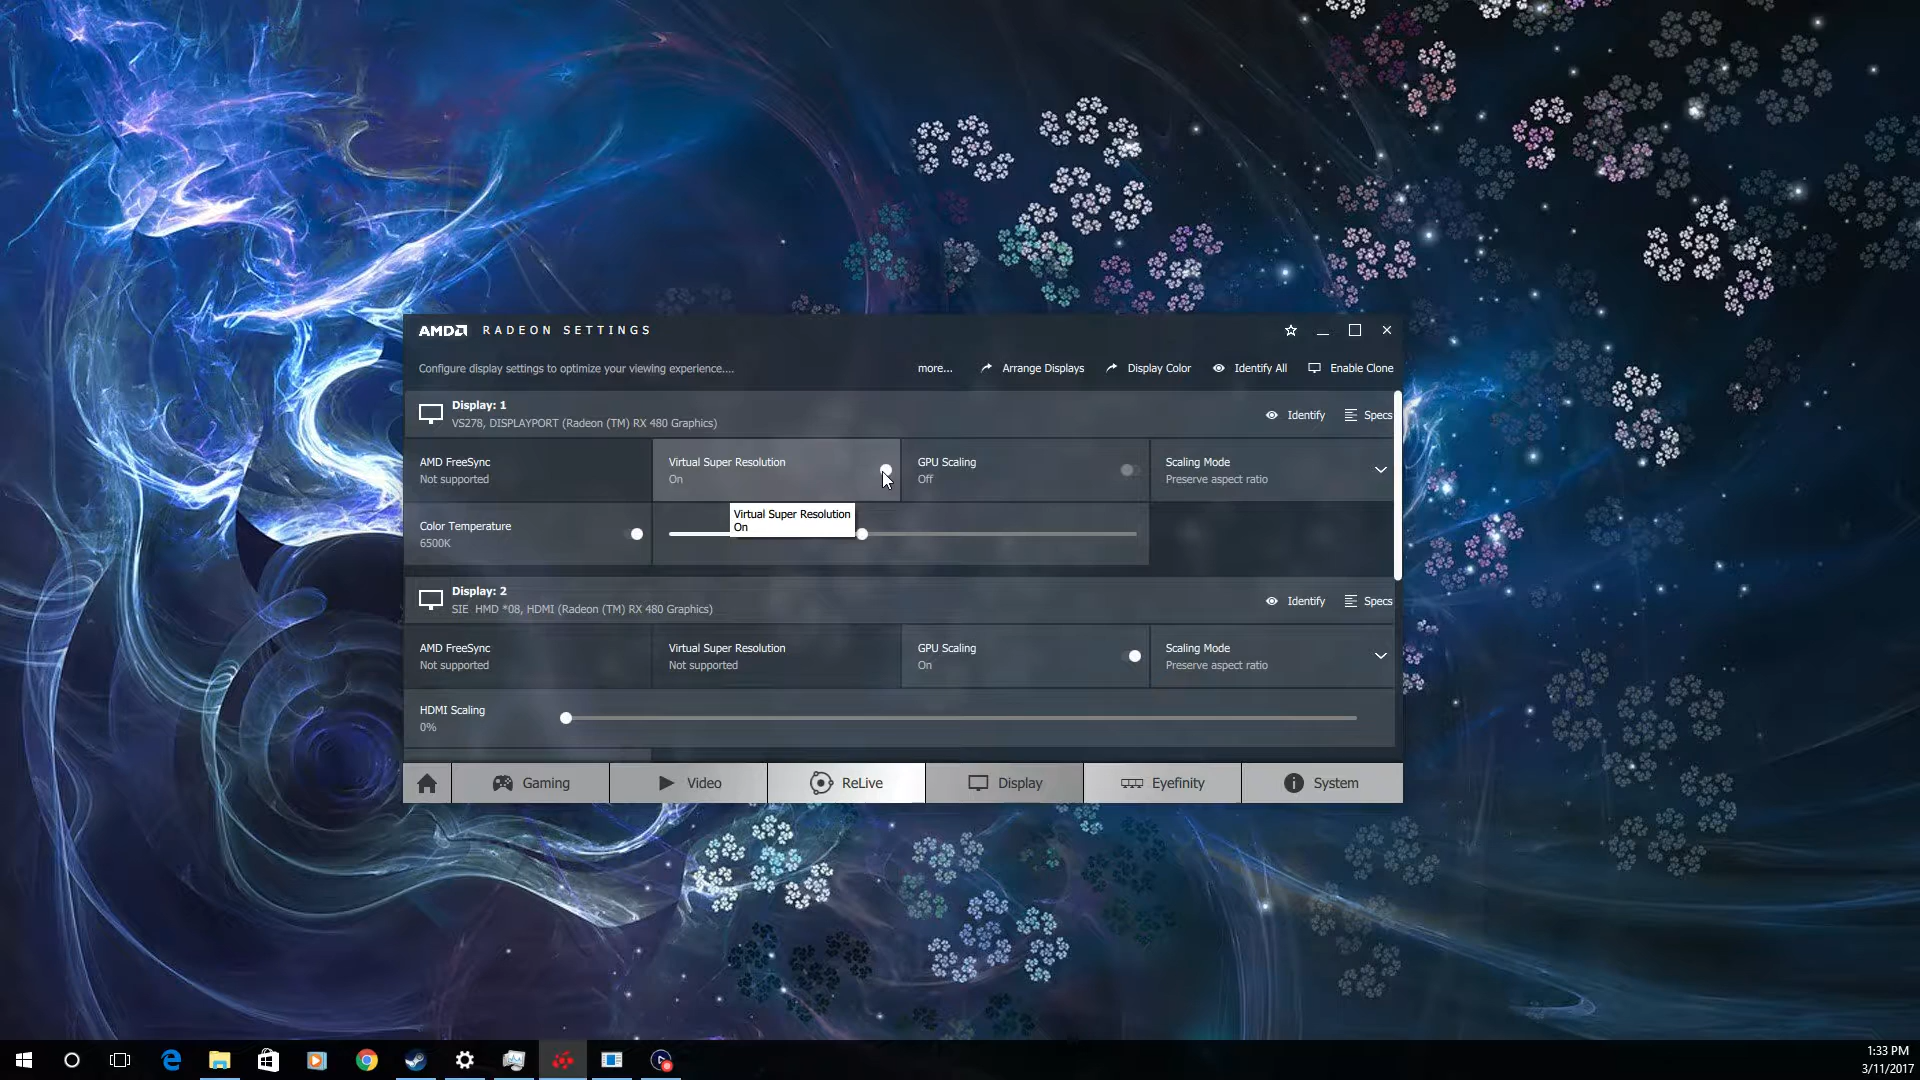 AMD RADEON SETTINGS
Configure display settings to optimize your viewing experience....
more... Arrange Displays Display Color Identify All Enable Clone
Display: 1
VS278, DISPLAYPORT (Radeon (TM) RX 480 Graphics)
Identify Specs
AMD FreeSync
Not supported
Virtual Super Resolution
On
GPU Scaling
Off
Scaling Mode
Preserve aspect ratio
Color Temperature
6500K
Virtual Super Resolution
On
Display: 2
SIE HMD *08, HDMI (Radeon (TM) RX 480 Graphics)
Identify Specs
AMD FreeSync
Not supported
Virtual Super Resolution
Not supported
GPU Scaling
On
Scaling Mode
Preserve aspect ratio
HDMI Scaling
0%
Gaming Video ReLive Display Eyefinity System
1:33 PM
3/11/2017